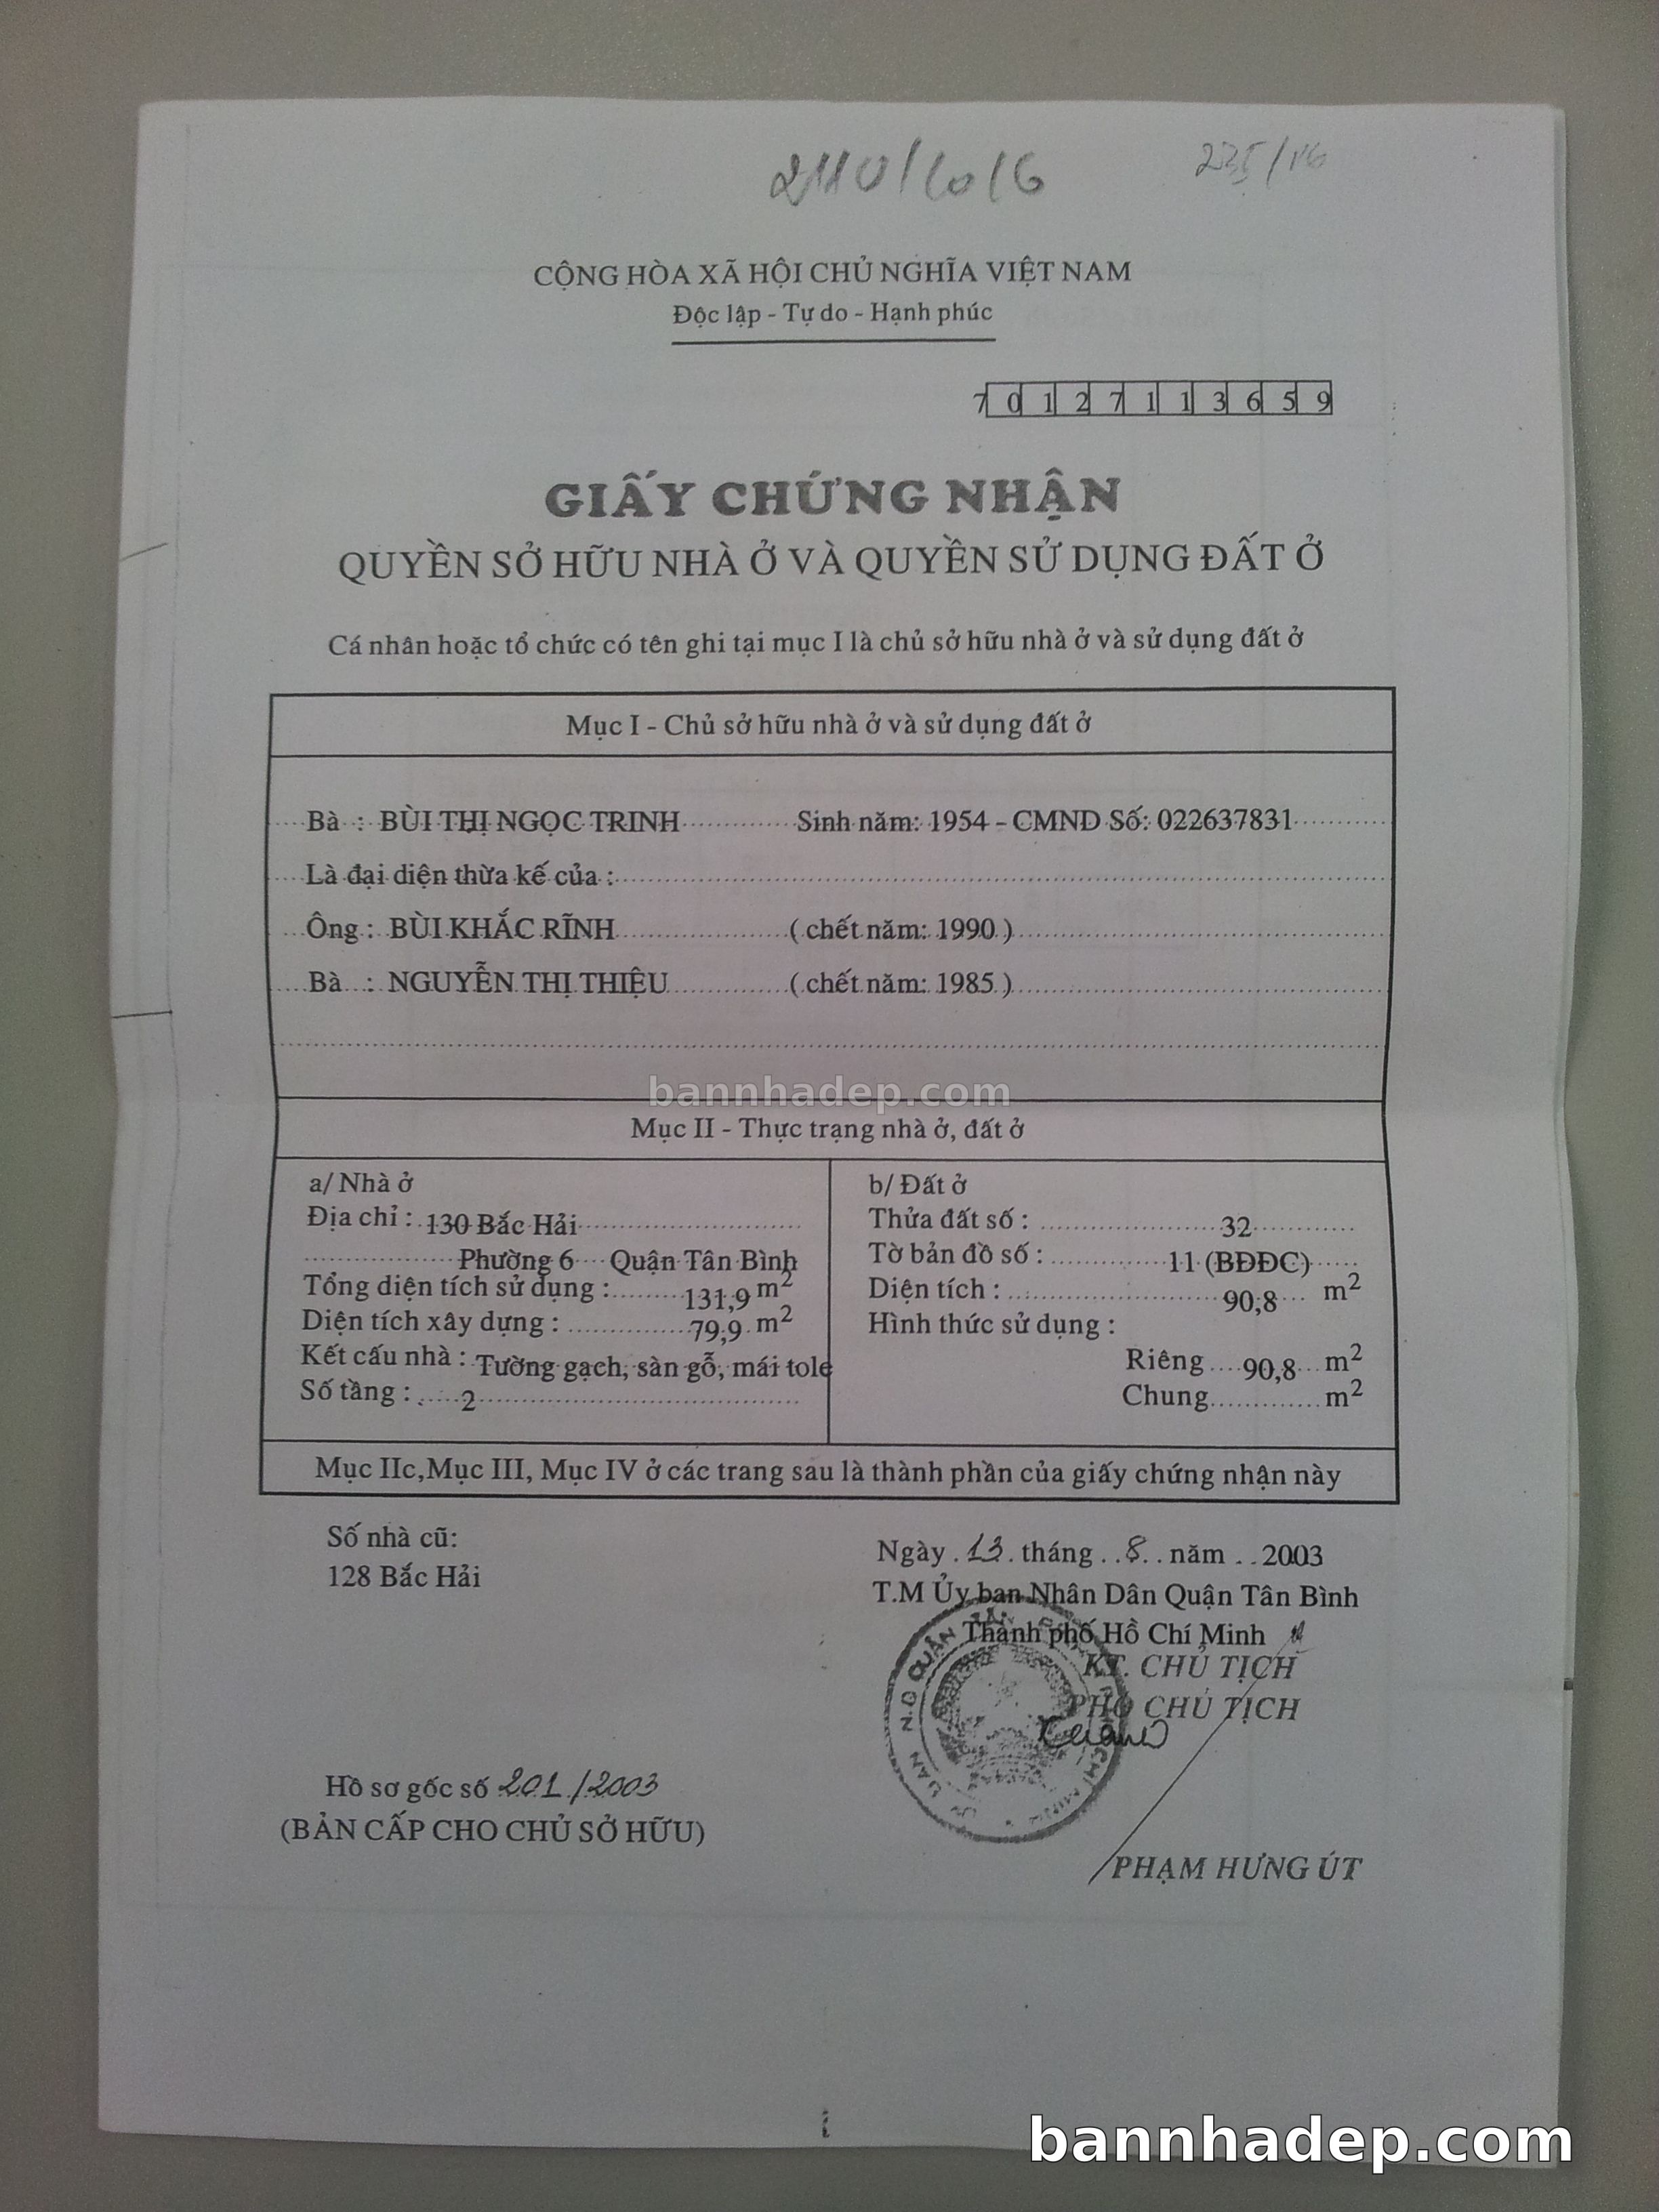 235/16
CỘNG HÒA XÃ HỘI CHỦ NGHĨA VIỆT NAM
Độc lập - Tự do - Hạnh phúc
70127113659
GIẤY CHỨNG NHẬN
QUYỀN SỞ HỮU NHÀ Ở VÀ QUYỀN SỬ DỤNG ĐẤT Ở
Cá nhân hoặc tổ chức có tên ghi tại mục I là chủ sở hữu nhà ở và sử dụng đất ở
Mục I - Chủ sở hữu nhà ở và sử dụng đất ở
Bà : BÙI THỊ NGỌC TRINH Sinh năm: 1954 - CMND Số: 022637831
Là đại diện thừa kế của :
Ông : BÙI KHẮC RĨNH ( chết năm: 1990 )
Bà : NGUYỄN THỊ THIỆU ( chết năm: 1985 )
bannhadep.com
Mục II - Thực trạng nhà ở, đất ở
a/ Nhà ở
Địa chỉ : 130 Bắc Hải
Phường 6 Quận Tân Bình
Tổng diện tích sử dụng : 131,9 m2
Diện tích xây dựng : 79,9 m2
Kết cấu nhà : Tường gạch, sàn gỗ, mái tole
Số tầng : 2
b/ Đất ở
Thửa đất số : 32
Tờ bản đồ số : 11 (BĐĐC)
Diện tích : 90,8 m2
Hình thức sử dụng :
Riêng 90,8 m2
Chung m2
Mục IIc,Mục III, Mục IV ở các trang sau là thành phần của giấy chứng nhận này
Số nhà cũ:
128 Bắc Hải
Ngày 13 tháng 8 năm 2003
T.M Ủy ban Nhân Dân Quận Tân Bình
Thành phố Hồ Chí Minh
KT. CHỦ TỊCH
PHÓ CHỦ TỊCH
Hồ sơ gốc số 201/2003
(BẢN CẤP CHO CHỦ SỞ HỮU)
PHẠM HƯNG ÚT
bannhadep.com